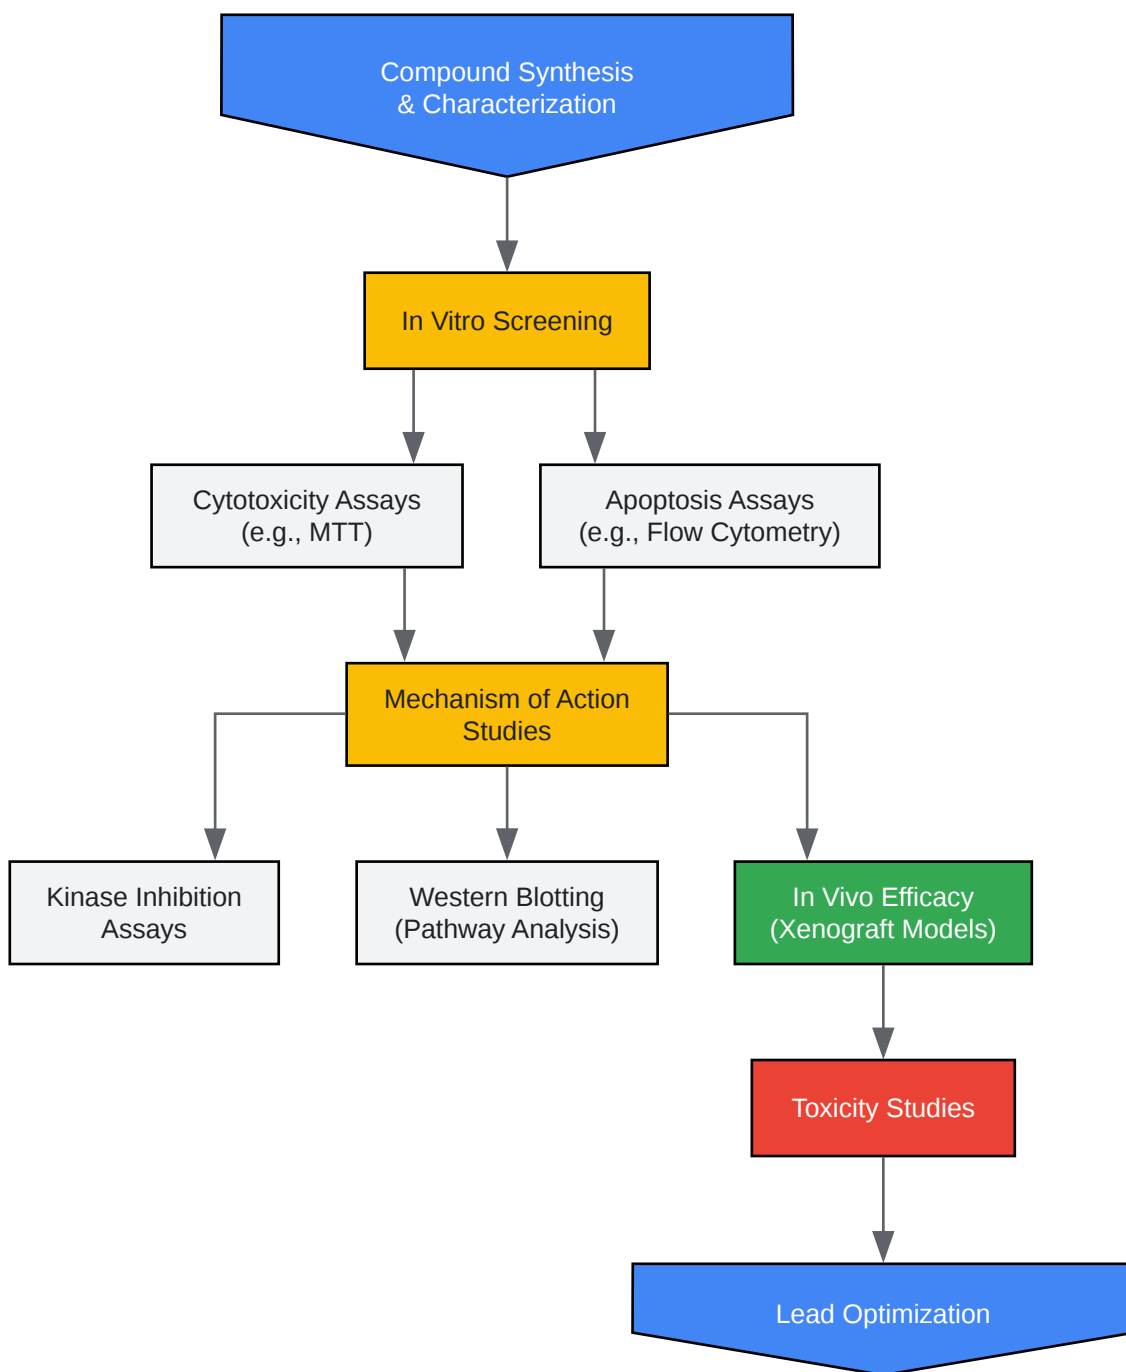 Compound Synthesis
& Characterization
In Vitro Screening
Cytotoxicity Assays
(e.g., MTT)
Apoptosis Assays
(e.g., Flow Cytometry)
Mechanism of Action
Studies
Kinase Inhibition
Assays
Western Blotting
(Pathway Analysis)
In Vivo Efficacy
(Xenograft Models)
Toxicity Studies
Lead Optimization